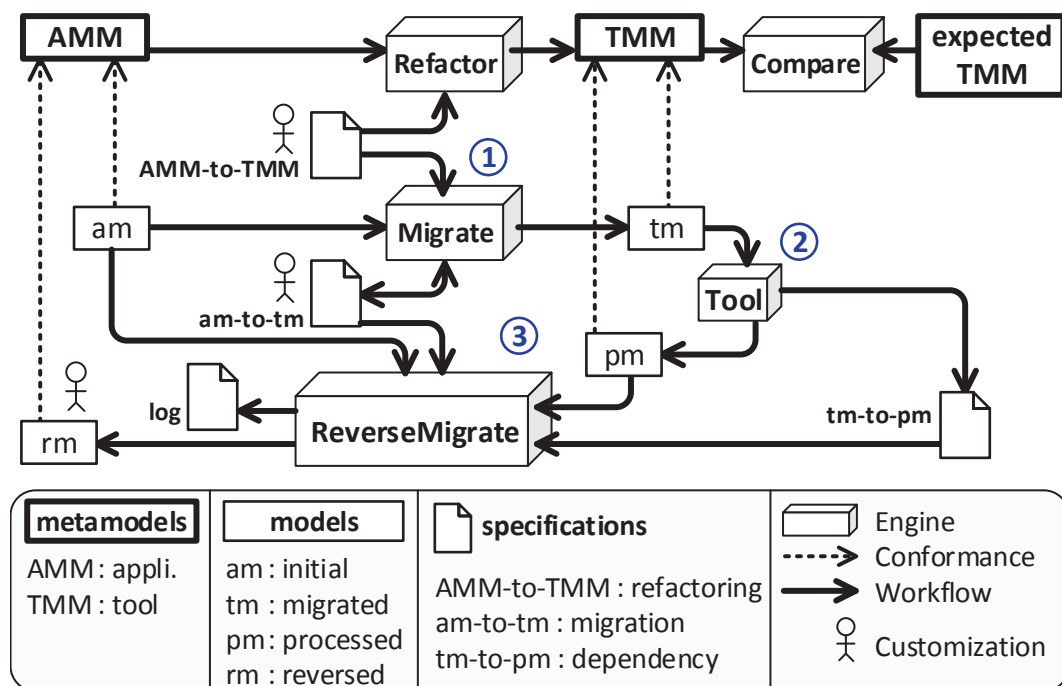 AMM
Refactor
TMM
Compare
expected
TMM
AMM-to-TMM
1
am
Migrate
tm
2
am-to-tm
Tool
3
pm
log
ReverseMigrate
tm-to-pm
rm
metamodels
AMM : appli.
TMM : tool
models
am : initial
tm : migrated
pm : processed
rm : reversed
specifications
AMM-to-TMM : refactoring
am-to-tm : migration
tm-to-pm : dependency
Engine
Conformance
Workflow
Customization